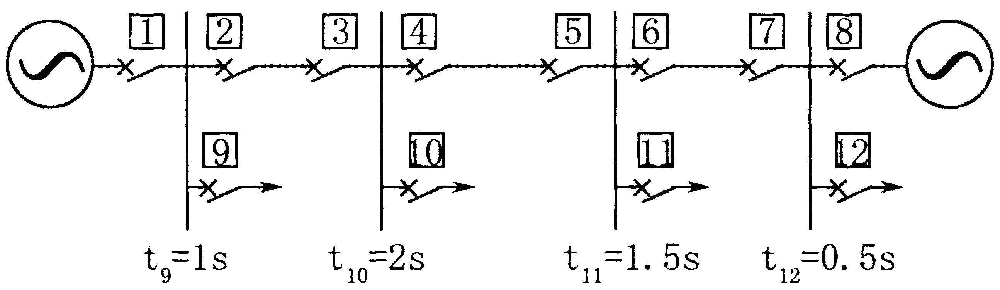 1 2 3 4 5 6 7 8
9 10 11 12
t₉=1s t₁₀=2s t₁₁=1.5s t₁₂=0.5s